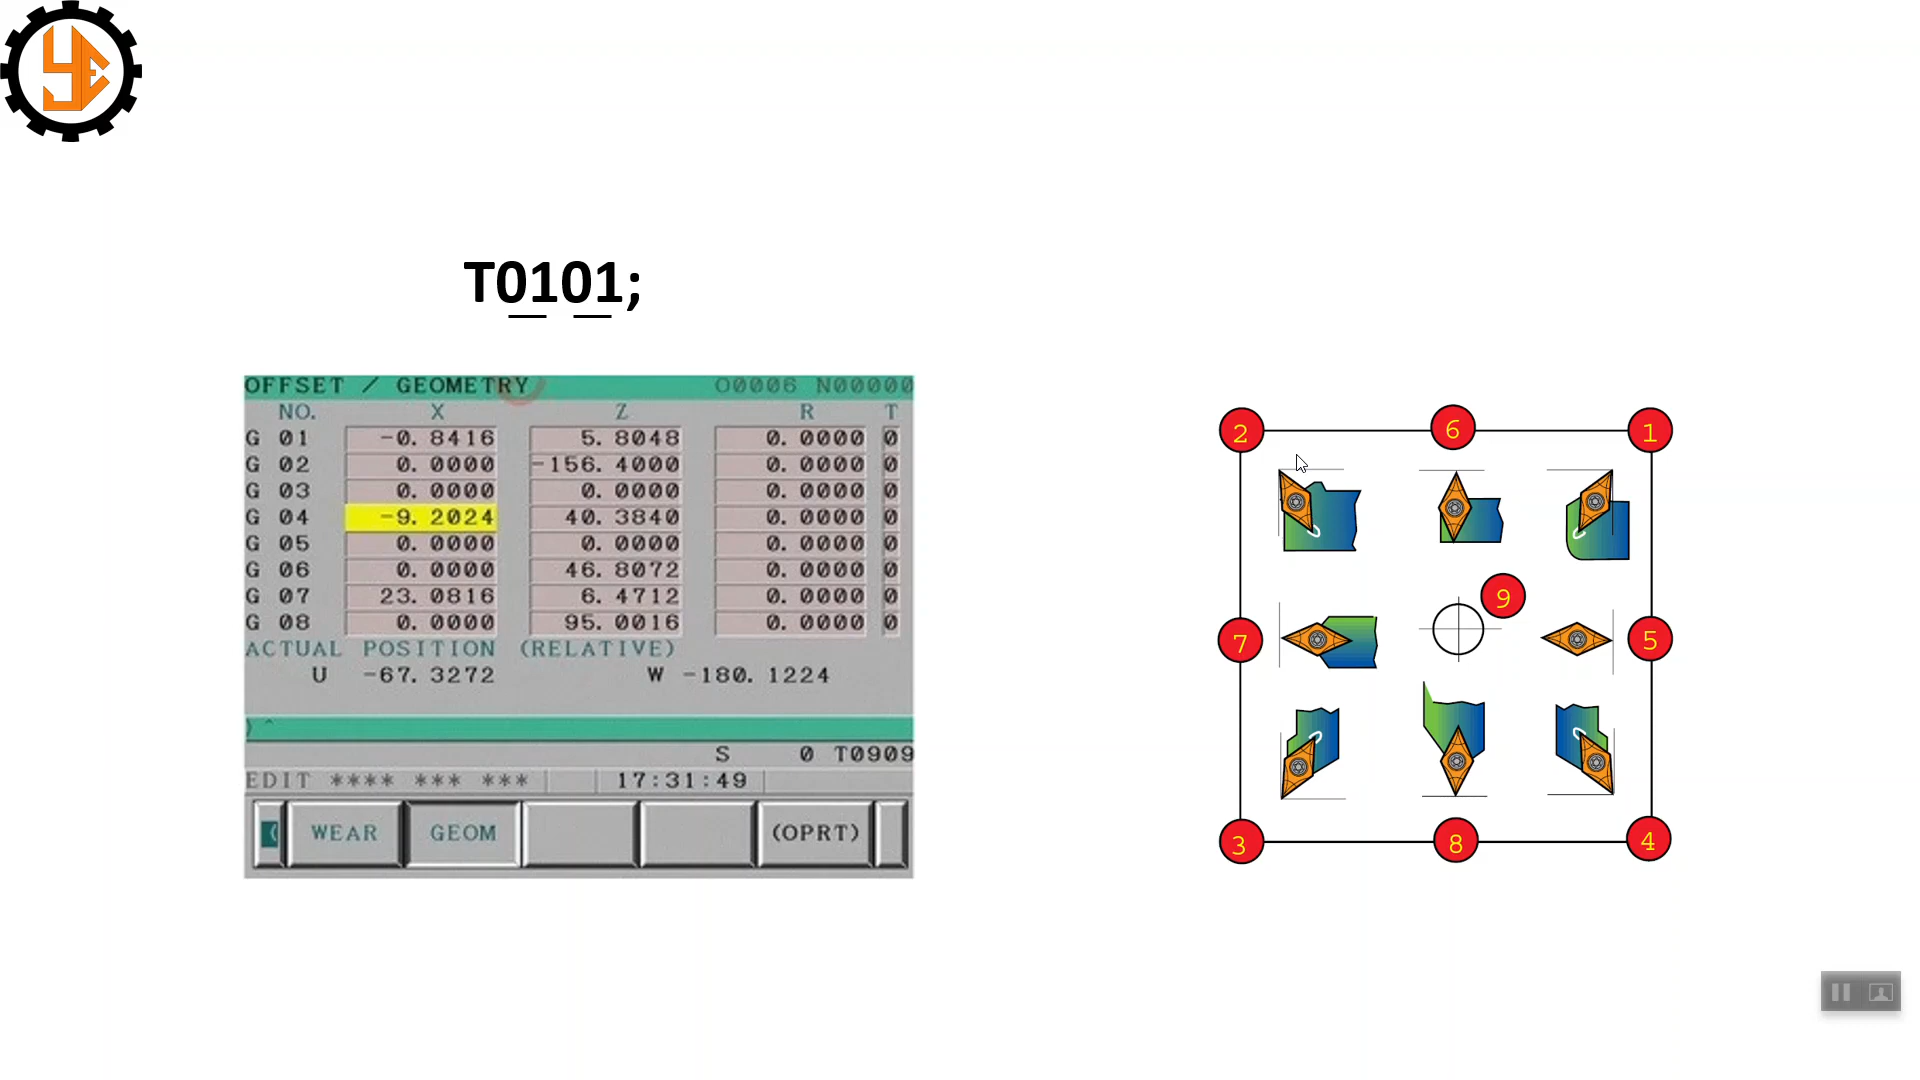 YE
T0101;
OFFSET / GEOMETRY O0006 N00000
NO. X Z R T
G 01 -0.8416 5.8048 0.0000 0
G 02 0.0000 -156.4000 0.0000 0
G 03 0.0000 0.0000 0.0000 0
G 04 -9.2024 40.3840 0.0000 0
G 05 0.0000 0.0000 0.0000 0
G 06 0.0000 46.8072 0.0000 0
G 07 23.0816 6.4712 0.0000 0
G 08 0.0000 95.0016 0.0000 0
ACTUAL POSITION (RELATIVE)
U -67.3272 W -180.1224
) ^
S 0 T0909
EDIT **** *** *** 17:31:49
( WEAR GEOM (OPRT)
2 6 1
9
7 5
3 8 4